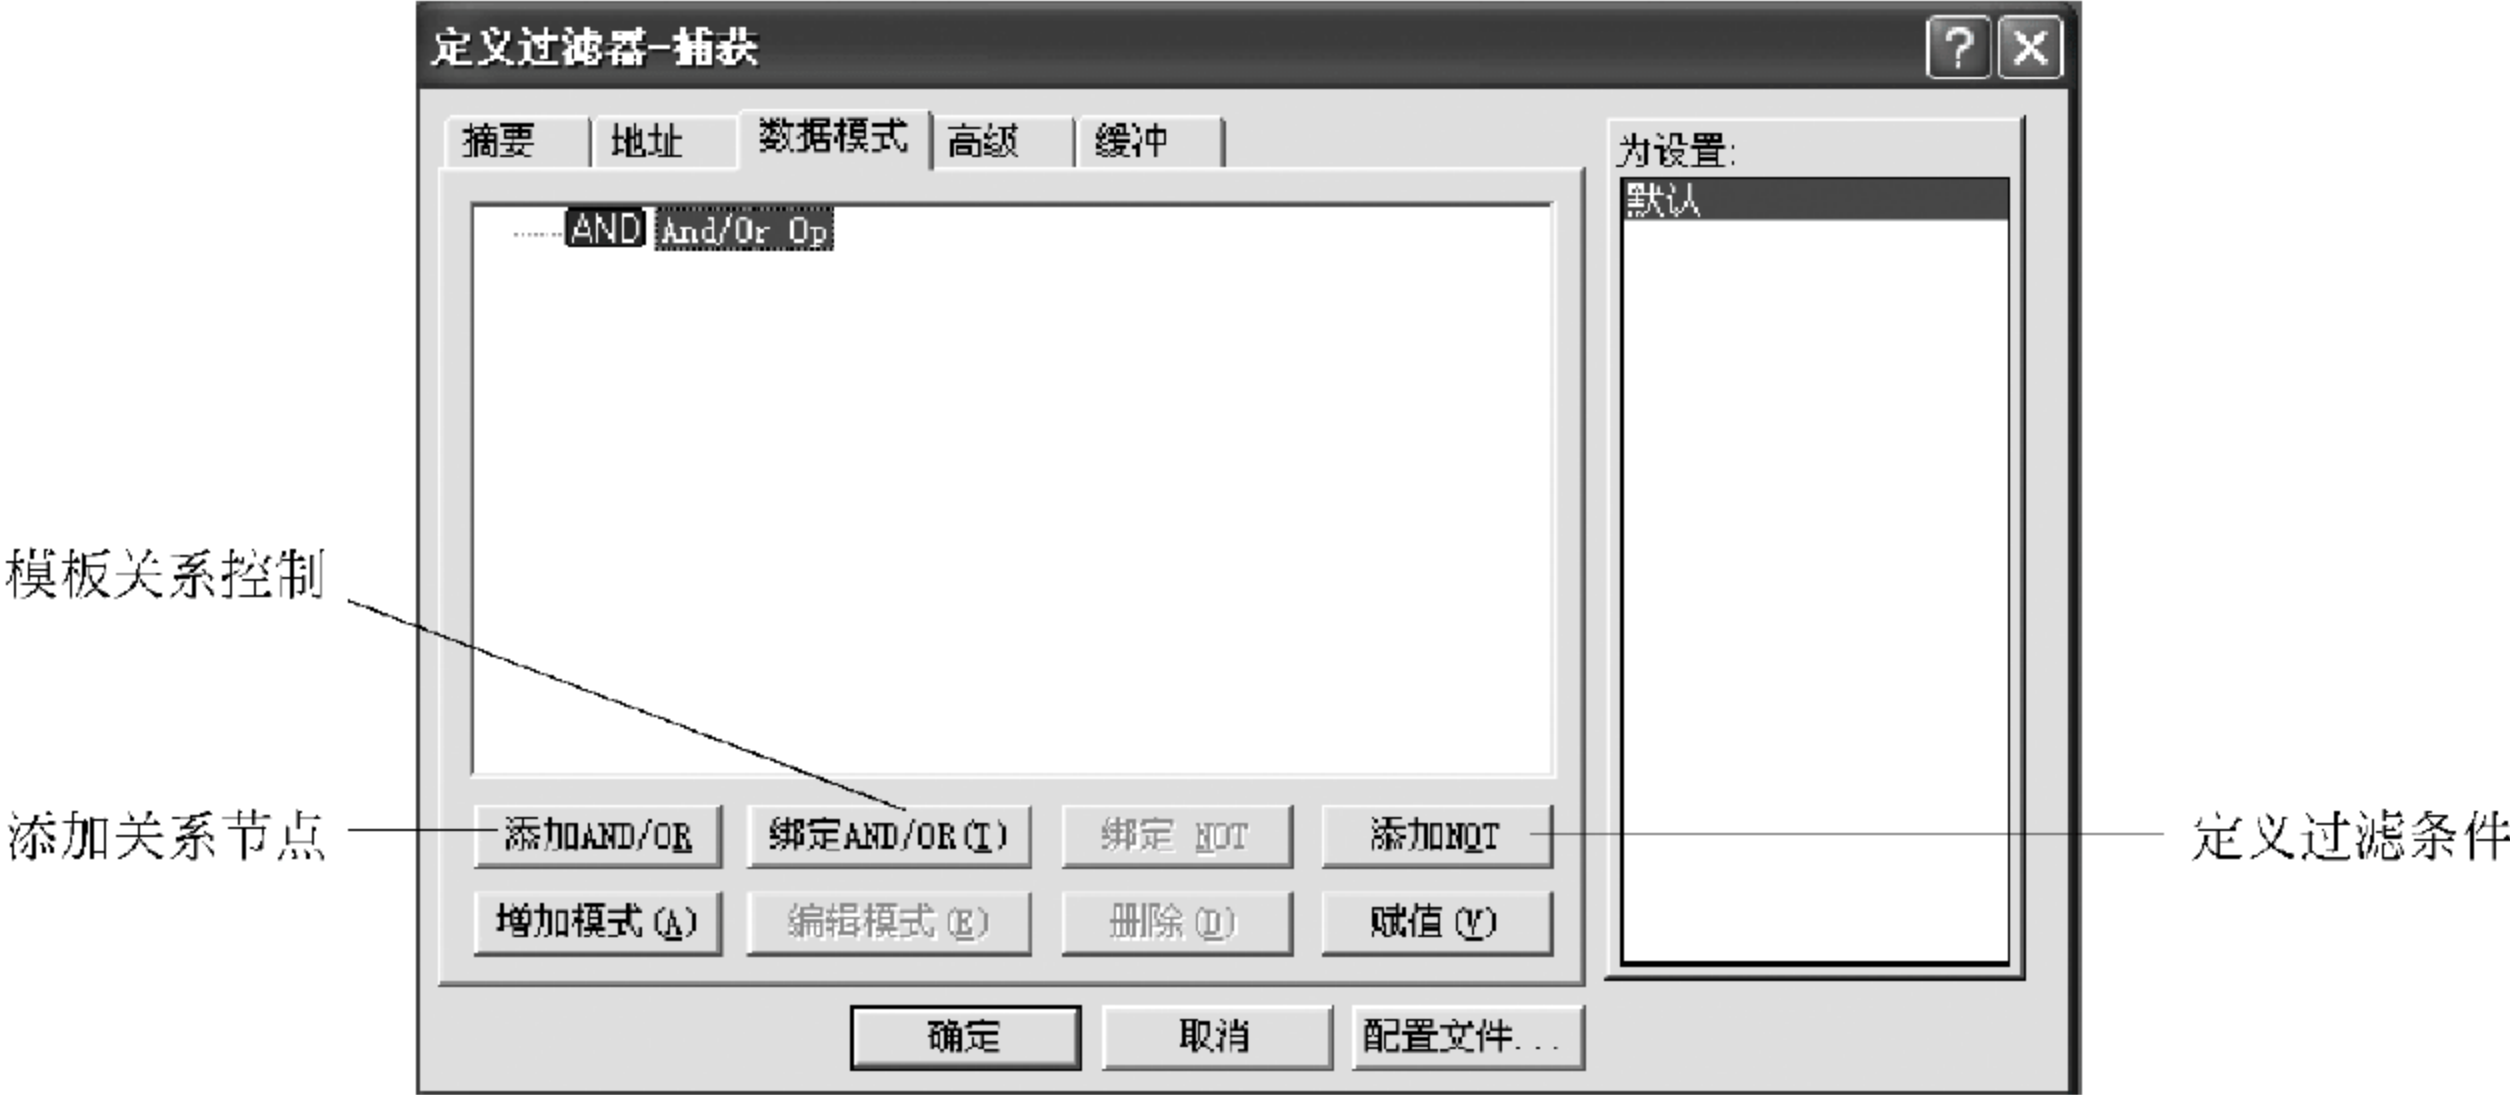 定义过滤器-捕获
摘要 地址 数据模式 高级 缓冲
为设置:
默认
AND And/Or Op
模板关系控制
添加关系节点
添加AND/OR 绑定AND/OR(T) 绑定 NOT 添加NOT
定义过滤条件
增加模式(A) 编辑模式(E) 删除(D) 赋值(V)
确定 取消 配置文件...